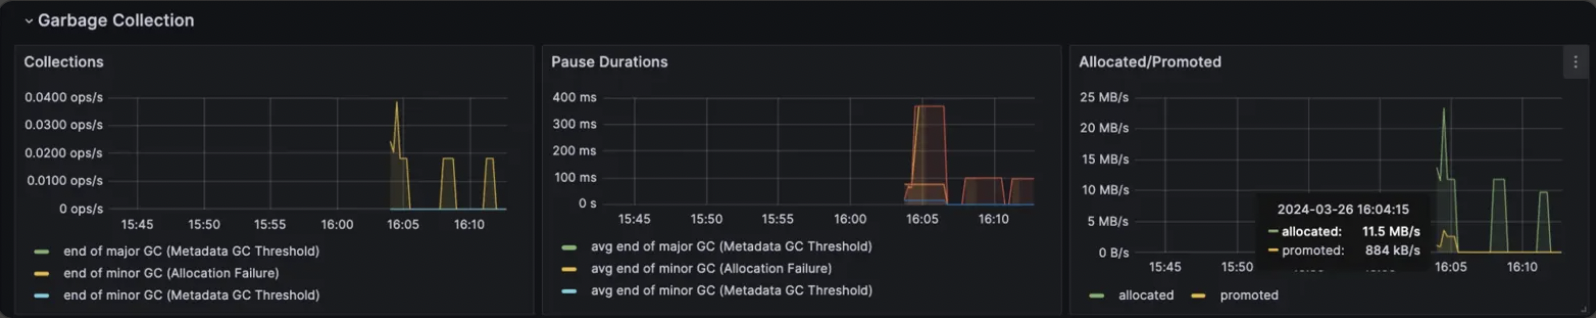 Garbage Collection
Collections
0.0400 ops/s
0.0300 ops/s
0.0200 ops/s
0.0100 ops/s
0 ops/s
15:45 15:50 15:55 16:00 16:05 16:10
end of major GC (Metadata GC Threshold)
end of minor GC (Allocation Failure)
end of minor GC (Metadata GC Threshold)
Pause Durations
400 ms
300 ms
200 ms
100 ms
0 s
15:45 15:50 15:55 16:00 16:05 16:10
avg end of major GC (Metadata GC Threshold)
avg end of minor GC (Allocation Failure)
avg end of minor GC (Metadata GC Threshold)
Allocated/Promoted
25 MB/s
20 MB/s
15 MB/s
10 MB/s
5 MB/s
0 B/s
2024-03-26 16:04:15
allocated: 11.5 MB/s
promoted: 884 kB/s
15:45 15:50 16:05 16:10
allocated promoted